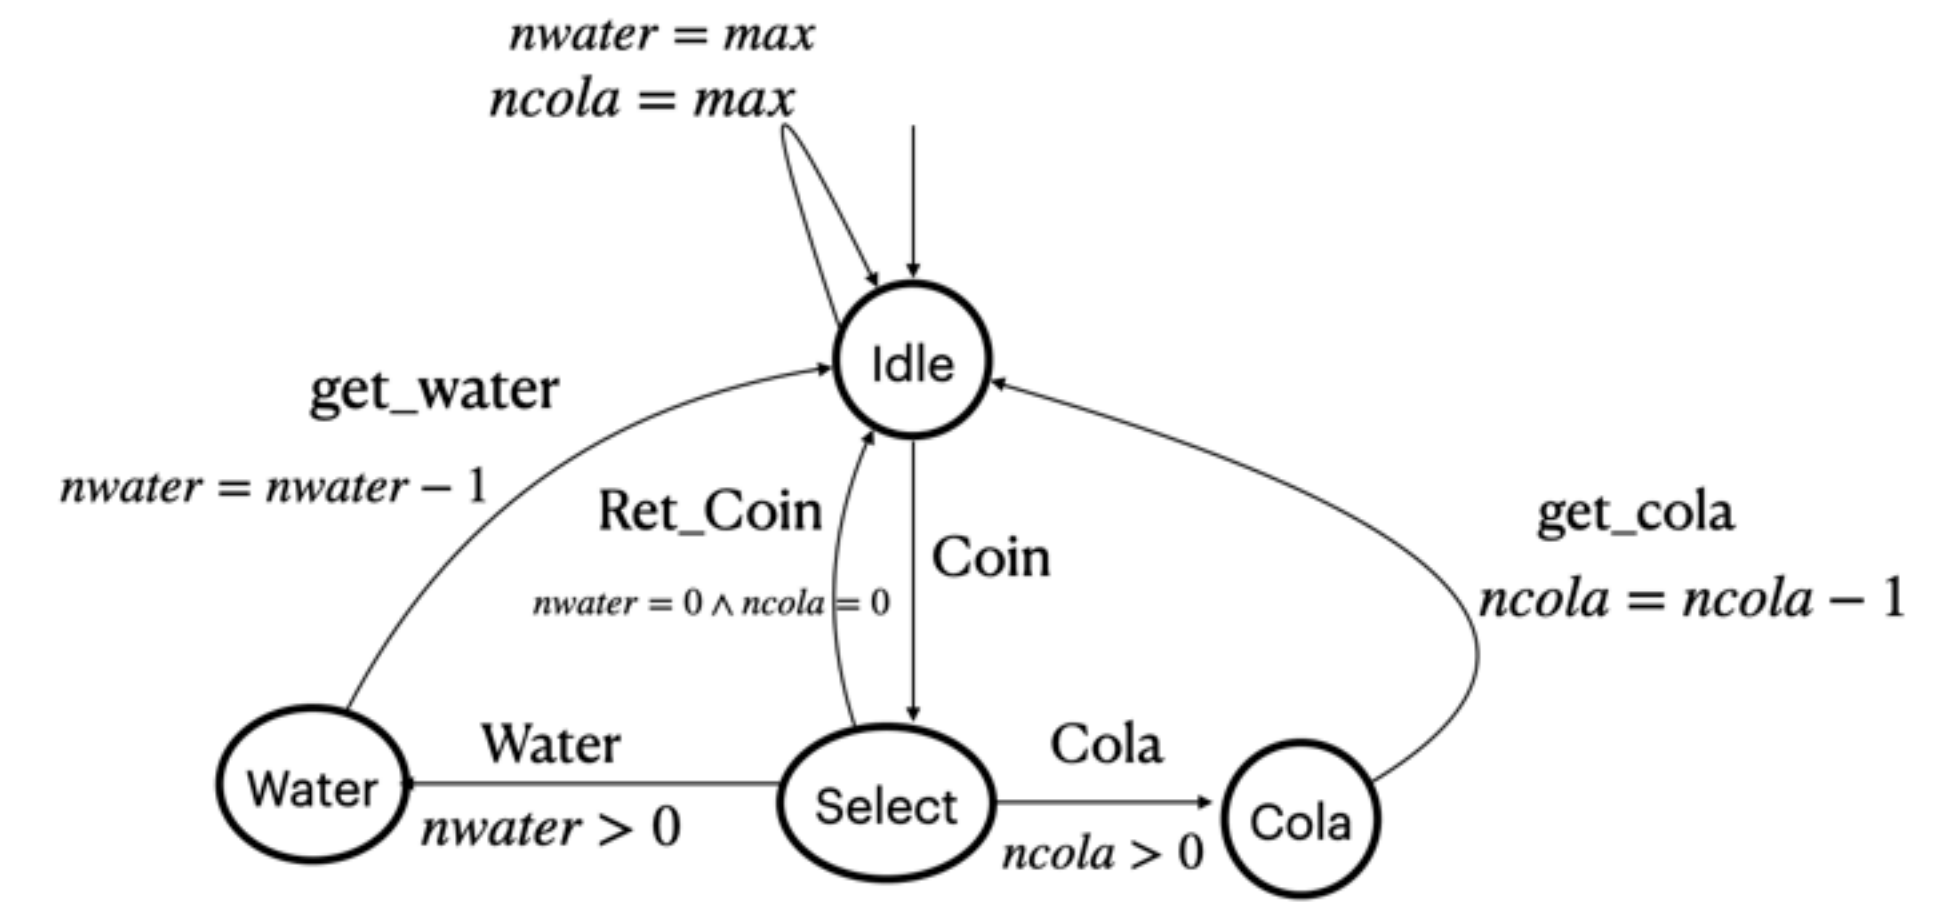 nwater = max
ncola = max
Idle
get_water
nwater = nwater − 1
Ret_Coin
nwater = 0 ∧ ncola = 0
Coin
get_cola
ncola = ncola − 1
Water
Water
nwater > 0
Select
Cola
ncola > 0
Cola